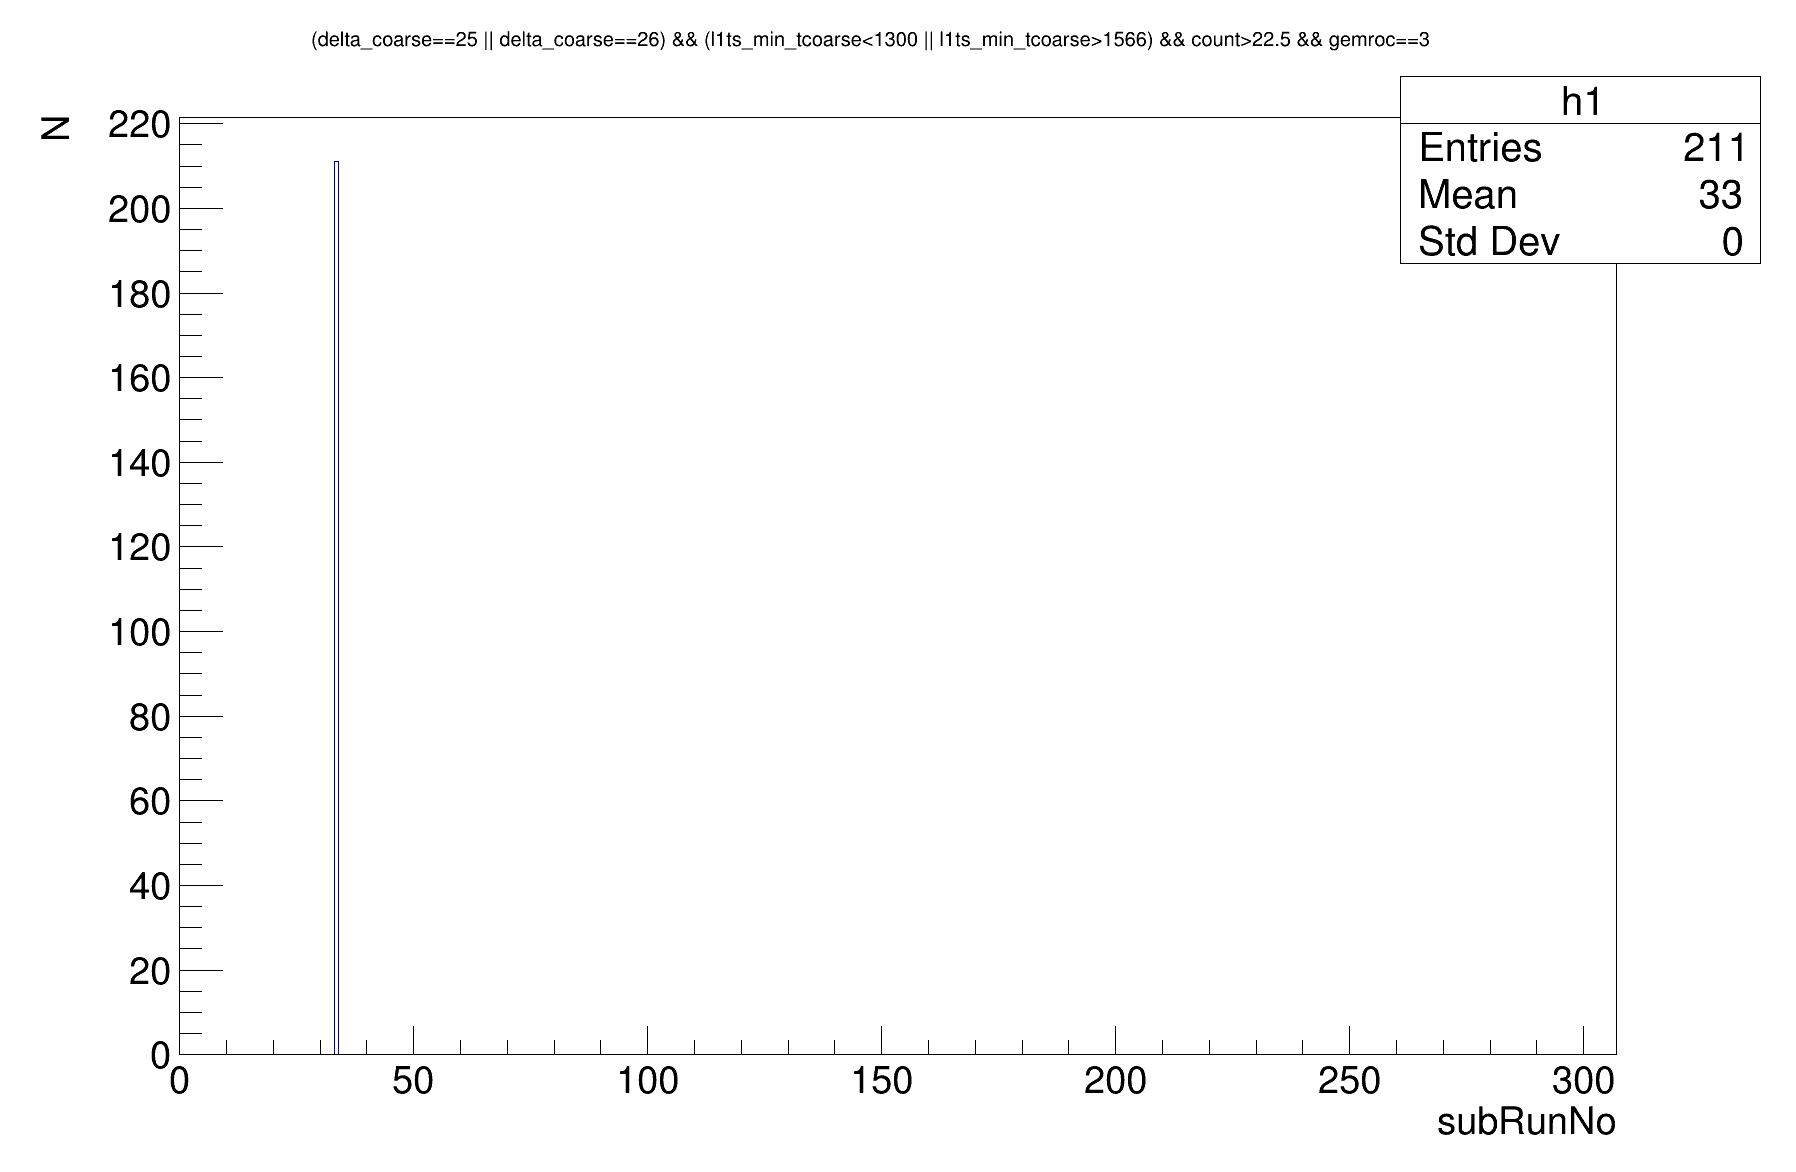 (delta_coarse==25 || delta_coarse==26) && (l1ts_min_tcoarse<1300 || l1ts_min_tcoarse>1566) && count>22.5 && gemroc==3
h1
Entries 211
Mean 33
Std Dev 0
N
220
200
180
160
140
120
100
80
60
40
20
0
0 50 100 150 200 250 300
subRunNo